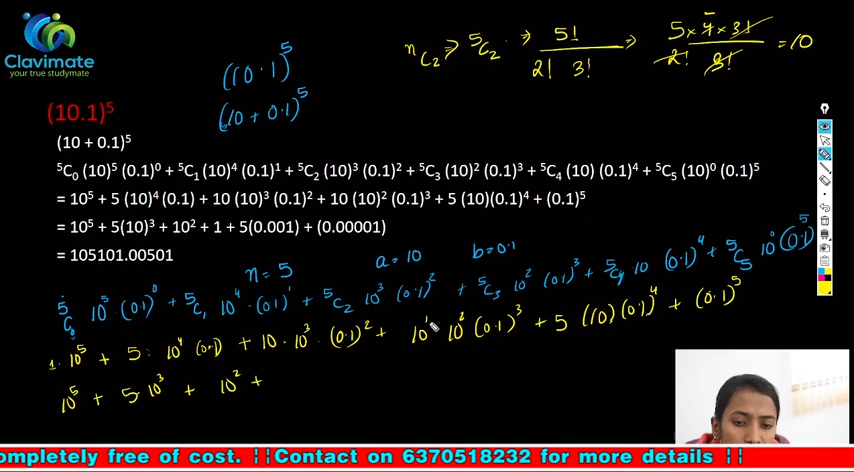 Clavimate
your true studymate
(10.1)⁵
(10 + 0.1)⁵
ⁿC₂ ⇒ ⁵C₂ ⇒ 5!/2! 3! ⇒ 5×4×3!/2! 3! = 10
(10.1)⁵
(10 + 0.1)⁵
⁵C₀ (10)⁵ (0.1)⁰ + ⁵C₁ (10)⁴ (0.1)¹ + ⁵C₂ (10)³ (0.1)² + ⁵C₃ (10)² (0.1)³ + ⁵C₄ (10) (0.1)⁴ + ⁵C₅ (10)⁰ (0.1)⁵
= 10⁵ + 5 (10)⁴ (0.1) + 10 (10)³ (0.1)² + 10 (10)² (0.1)³ + 5 (10)(0.1)⁴ + (0.1)⁵
= 10⁵ + 5(10)³ + 10² + 1 + 5(0.001) + (0.00001)
= 105101.00501
n = 5 a = 10 b = 0.1
⁵C₀ 10⁵ · (0.1)⁰ + ⁵C₁ 10⁴ · (0.1)¹ + ⁵C₂ 10³ (0.1)² + ⁵C₃ 10² (0.1)³ + ⁵C₄ 10 (0.1)⁴ + ⁵C₅ 10⁰ (0.1)⁵
1. 10⁵ + 5 · 10⁴ (0.1) + 10 · 10³ · (0.1)² + 10¹ 10² (0.1)³ + 5 (10) (0.1)⁴ + (0.1)⁵
10⁵ + 5·10³ + 10² +
ompletely free of cost. ||Contact on 6370518232 for more details ||